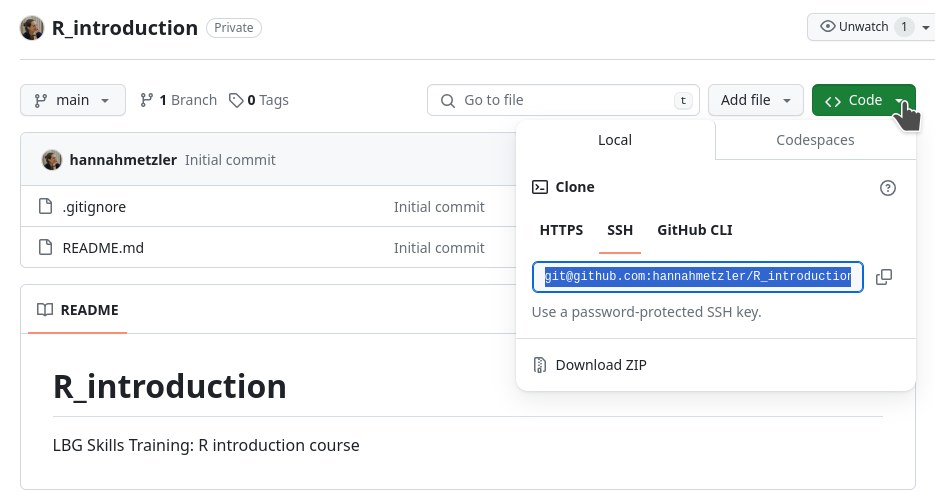 R_introduction Private
Unwatch 1
main 1 Branch 0 Tags
Go to file t Add file Code
Local Codespaces
hannahmetzler Initial commit
Clone
.gitignore Initial commit
HTTPS SSH GitHub CLI
README.md Initial commit
git@github.com:hannahmetzler/R_introduction
Use a password-protected SSH key.
README
Download ZIP
R_introduction
LBG Skills Training: R introduction course